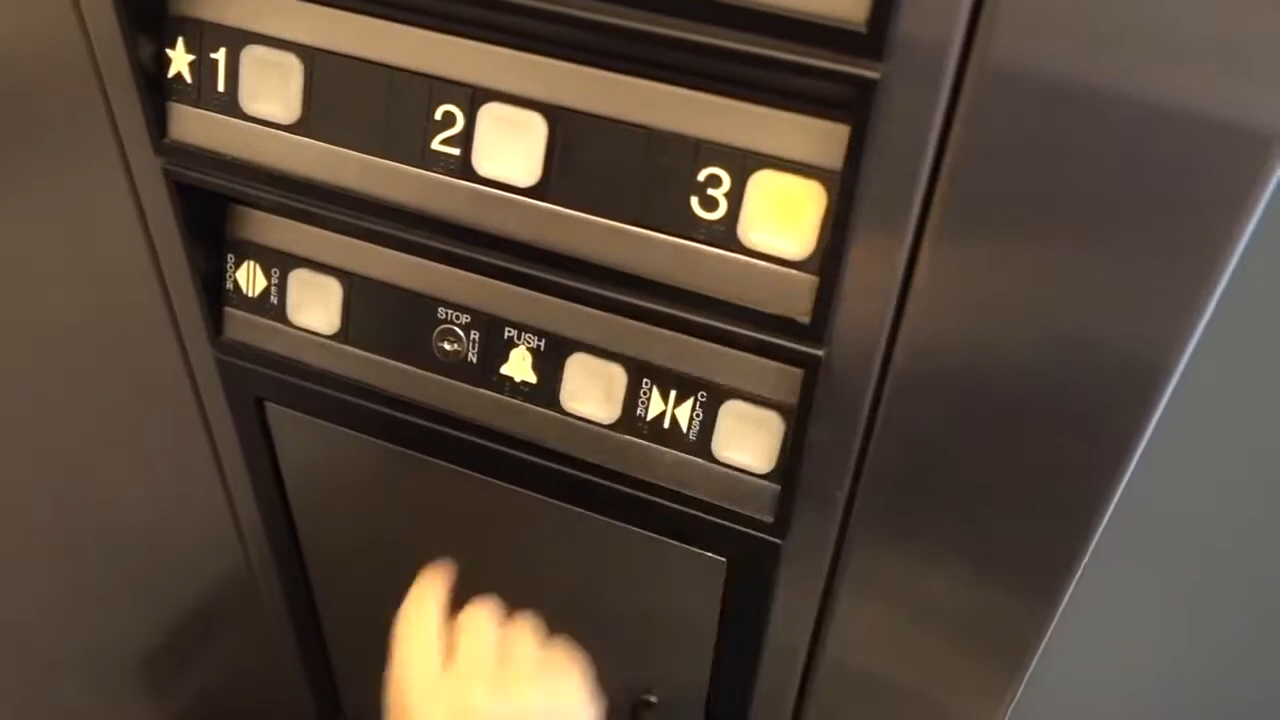 ★1
2
3
DOOR OPEN
STOP
RUN
PUSH
DOOR CLOSE